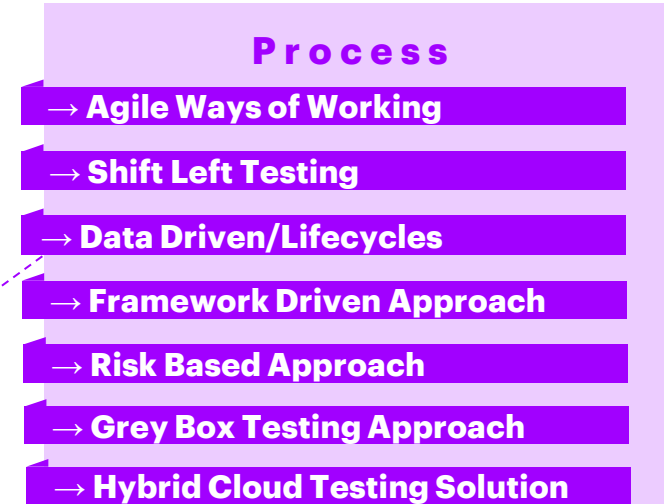 Process
→ Agile Ways of Working
→ Shift Left Testing
→ Data Driven/Lifecycles
→ Framework Driven Approach
→ Risk Based Approach
→ Grey Box Testing Approach
→ Hybrid Cloud Testing Solution